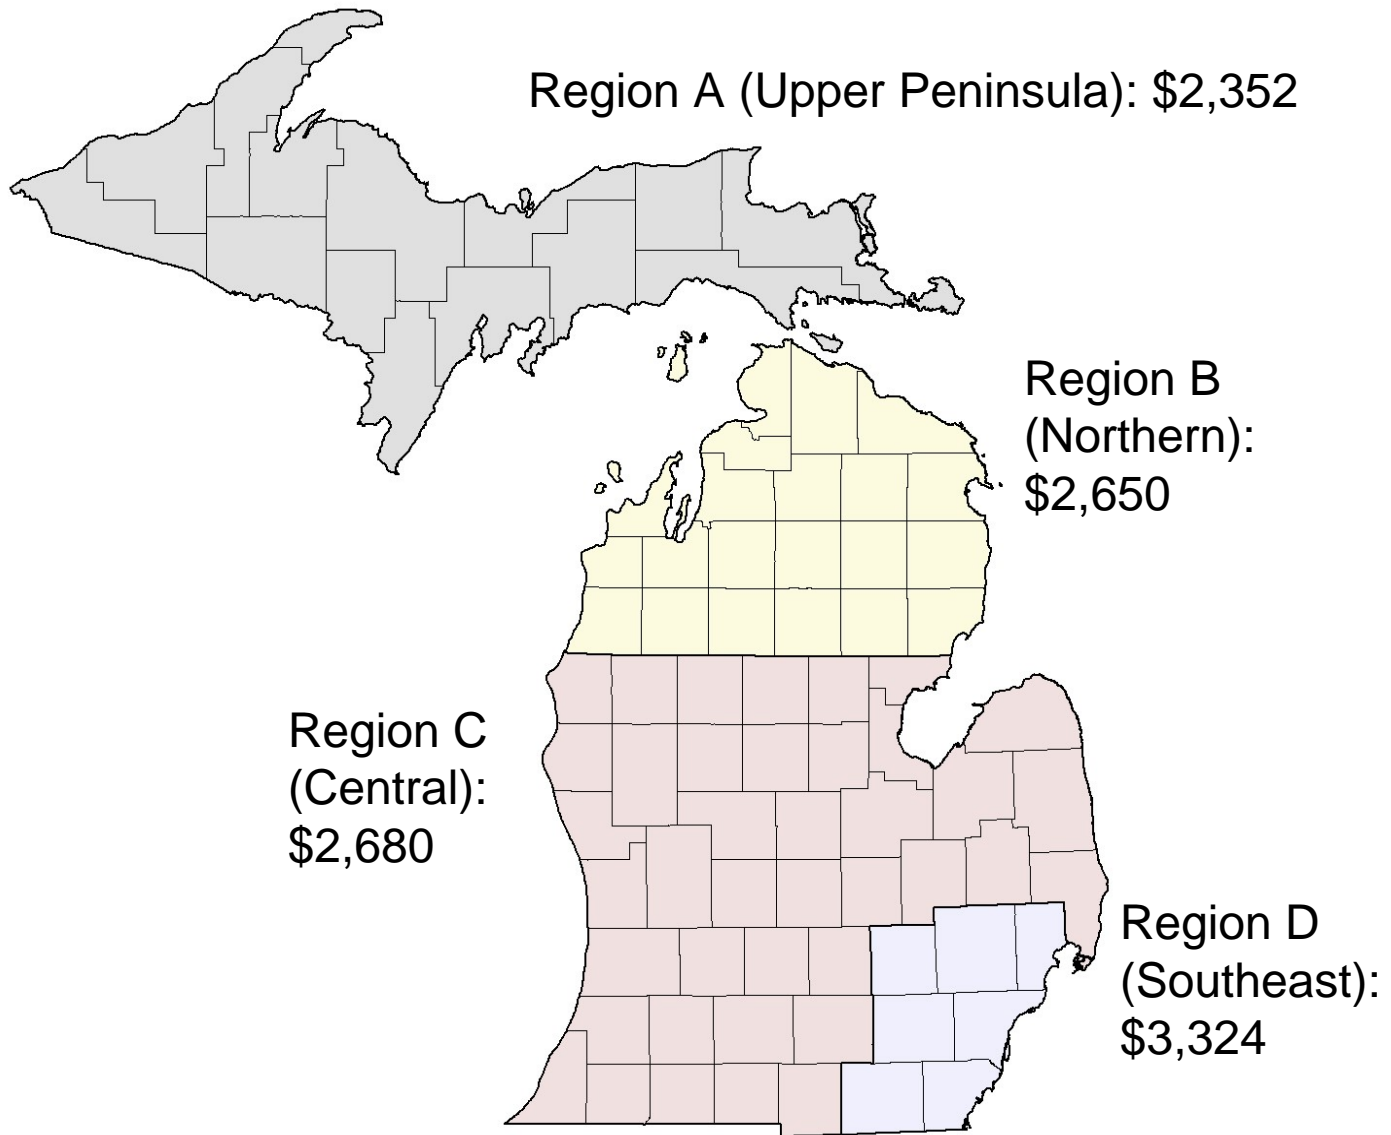 Region A (Upper Peninsula): $2,352
Region B
(Northern):
$2,650
Region C
(Central):
$2,680
Region D
(Southeast):
$3,324